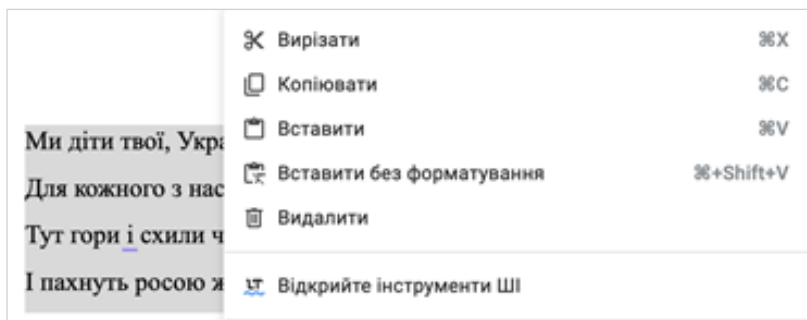 Вирізати ⌘X
Копіювати ⌘C
Вставити ⌘V
Вставити без форматування ⌘+Shift+V
Видалити
Відкрийте інструменти ШІ
Ми діти твої, Укра
Для кожного з нас
Тут гори і схили ч
І пахнуть росою ж